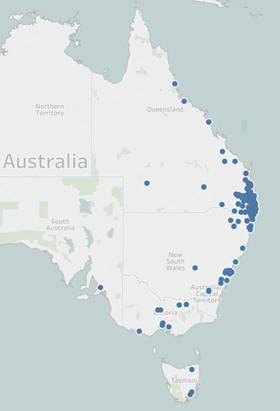 Northern
Territory
Queensland
Australia
South
Australia
New
South
Wales
Australian
Capital
Territory
Victoria
Tasmania